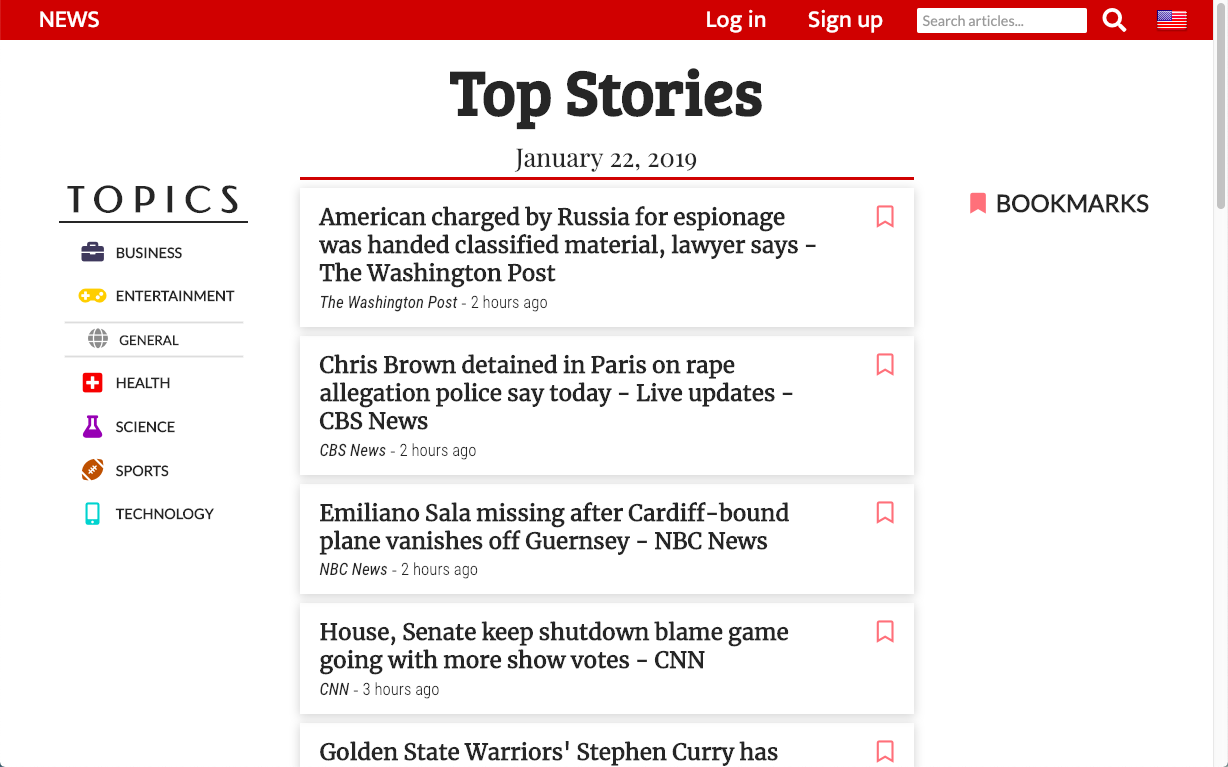 NEWS Log in Sign up Search articles...
Top Stories
January 22, 2019
TOPICS
BUSINESS
ENTERTAINMENT
GENERAL
HEALTH
SCIENCE
SPORTS
TECHNOLOGY
American charged by Russia for espionage
was handed classified material, lawyer says -
The Washington Post
The Washington Post - 2 hours ago
Chris Brown detained in Paris on rape
allegation police say today - Live updates -
CBS News
CBS News - 2 hours ago
Emiliano Sala missing after Cardiff-bound
plane vanishes off Guernsey - NBC News
NBC News - 2 hours ago
House, Senate keep shutdown blame game
going with more show votes - CNN
CNN - 3 hours ago
Golden State Warriors' Stephen Curry has
BOOKMARKS